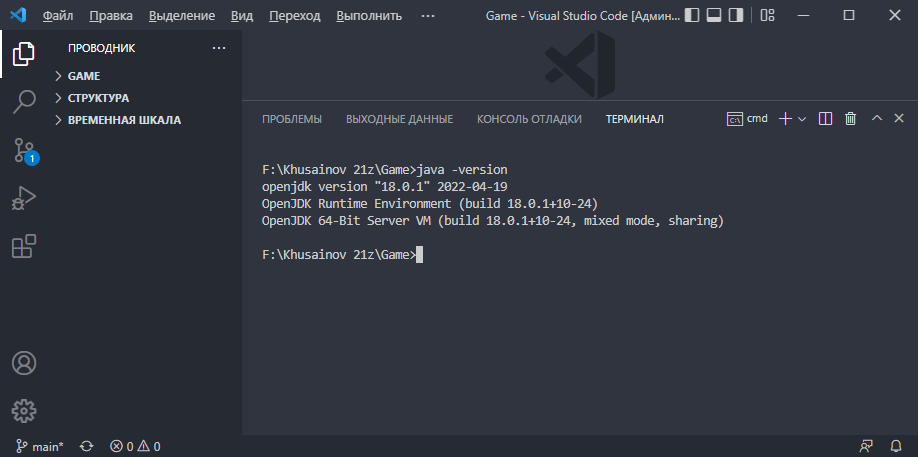 Файл Правка Выделение Вид Переход Выполнить ··· Game - Visual Studio Code [Админ...
ПРОВОДНИК ···
GAME
СТРУКТУРА
ВРЕМЕННАЯ ШКАЛА
1
ПРОБЛЕМЫ ВЫХОДНЫЕ ДАННЫЕ КОНСОЛЬ ОТЛАДКИ ТЕРМИНАЛ cmd
F:\Khusainov 21z\Game>java -version
openjdk version "18.0.1" 2022-04-19
OpenJDK Runtime Environment (build 18.0.1+10-24)
OpenJDK 64-Bit Server VM (build 18.0.1+10-24, mixed mode, sharing)
F:\Khusainov 21z\Game>
main* 0 0